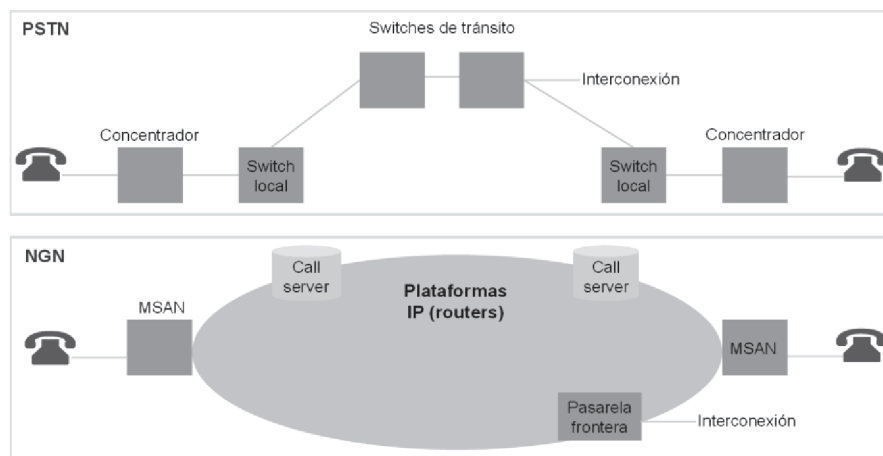 PSTN
Switches de tránsito
Interconexión
Concentrador
Concentrador
Switch
local
Switch
local
NGN
Call
server
Call
server
Plataformas
IP (routers)
MSAN
MSAN
Pasarela
frontera
Interconexión